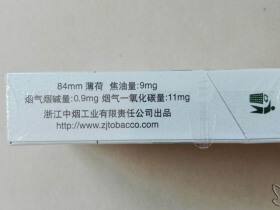 84mm 薄荷 焦油量:9mg
烟气烟碱量:0.9mg 烟气一氧化碳量:11mg
浙江中烟工业有限责任公司出品
http://www.zjtobacco.com